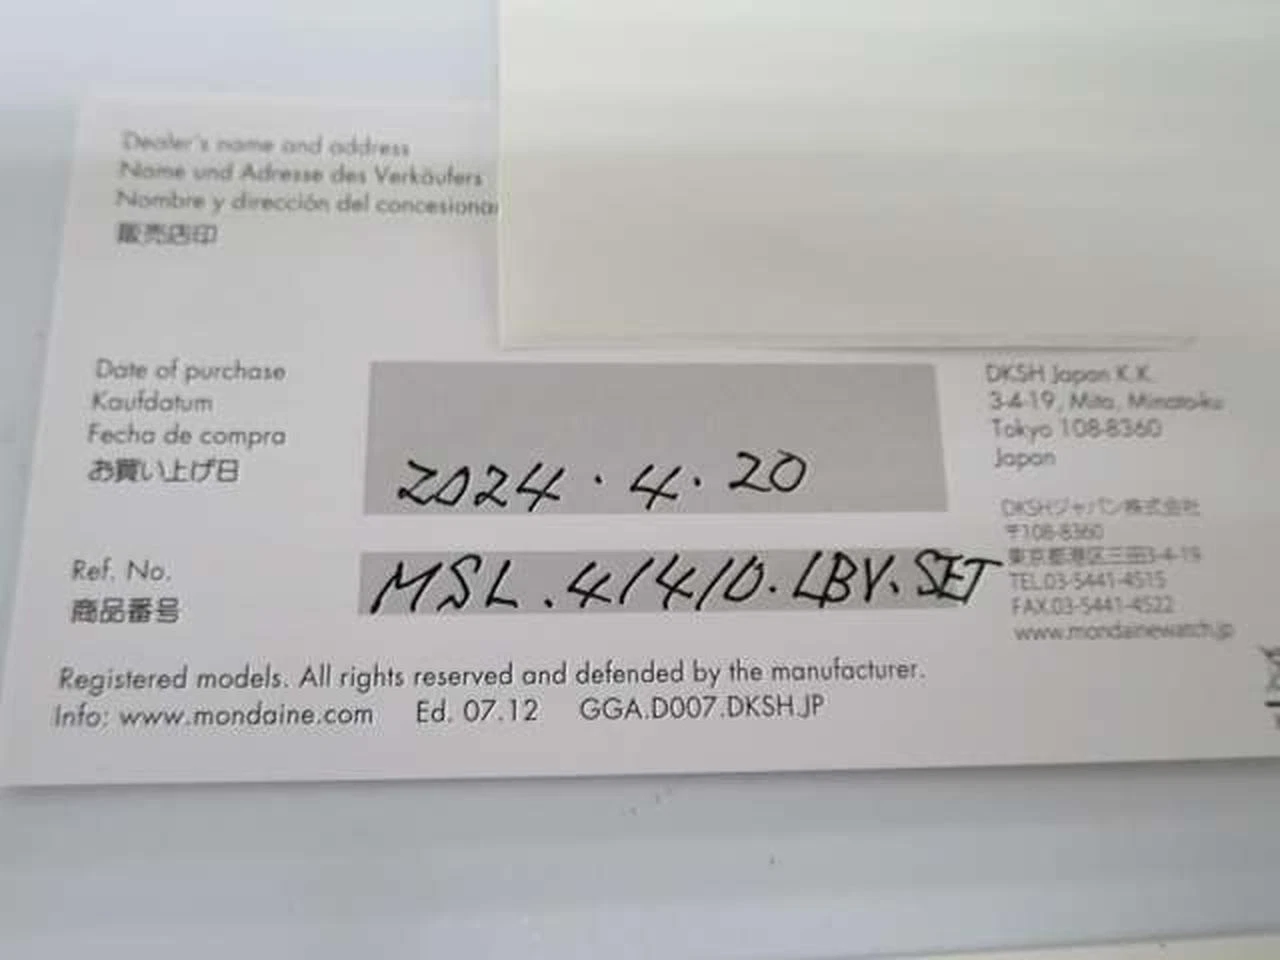 Dealer's name and address
Name und Adresse des Verkäufers
Nombre y dirección del concesiona
販売店印
Date of purchase
Kaufdatum
Fecha de compra
お買い上げ日
2024・4・20
Ref. No.
商品番号
MSL.41410.LBV.SET
DKSH Japan K.K.
3-4-19, Mita, Minato-ku
Tokyo 108-8360
Japan
DKSHジャパン株式会社
〒108-8360
東京都港区三田3-4-19
TEL.03-5441-4515
FAX.03-5441-4522
www.mondainewatch.jp
Registered models. All rights reserved and defended by the manufacturer.
Info: www.mondaine.com Ed. 07.12 GGA.D007.DKSH.JP